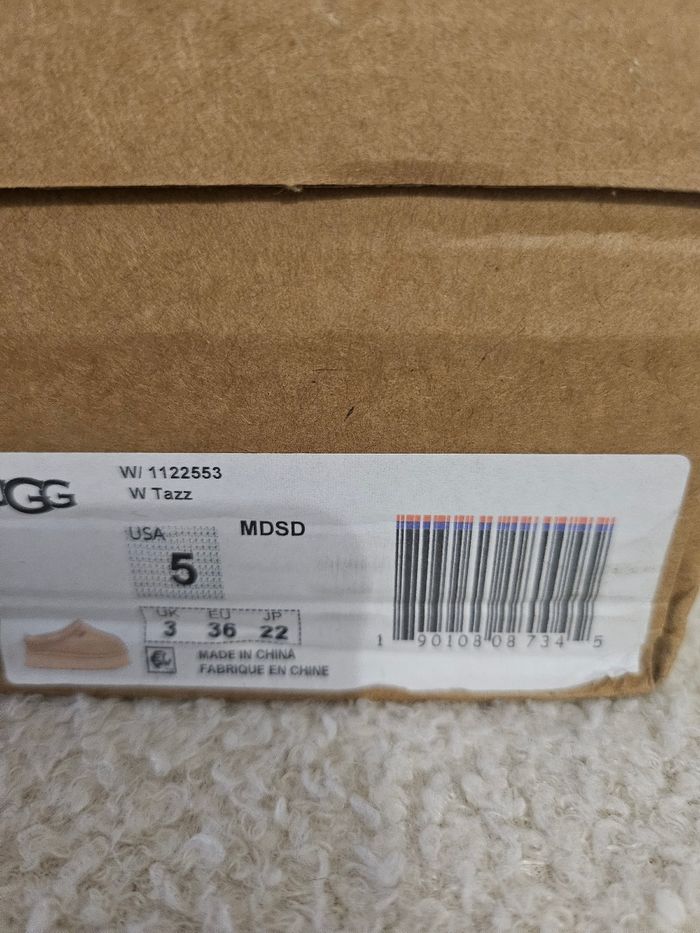 UGG
W/ 1122553
W Tazz
USA
5
MDSD
UK EU JP
3 36 22
MADE IN CHINA
FABRIQUE EN CHINE
1 90108 08734 5